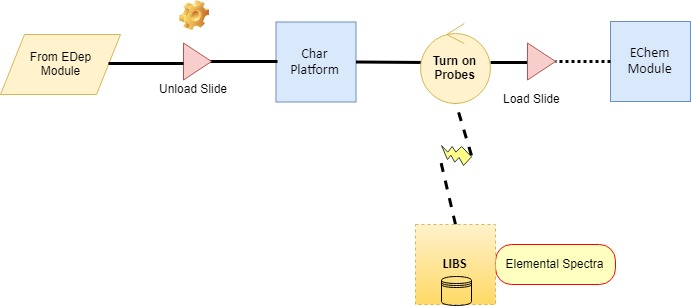 From EDep
Module
Unload Slide
Char
Platform
Turn on
Probes
Load Slide
EChem
Module
LIBS
Elemental Spectra